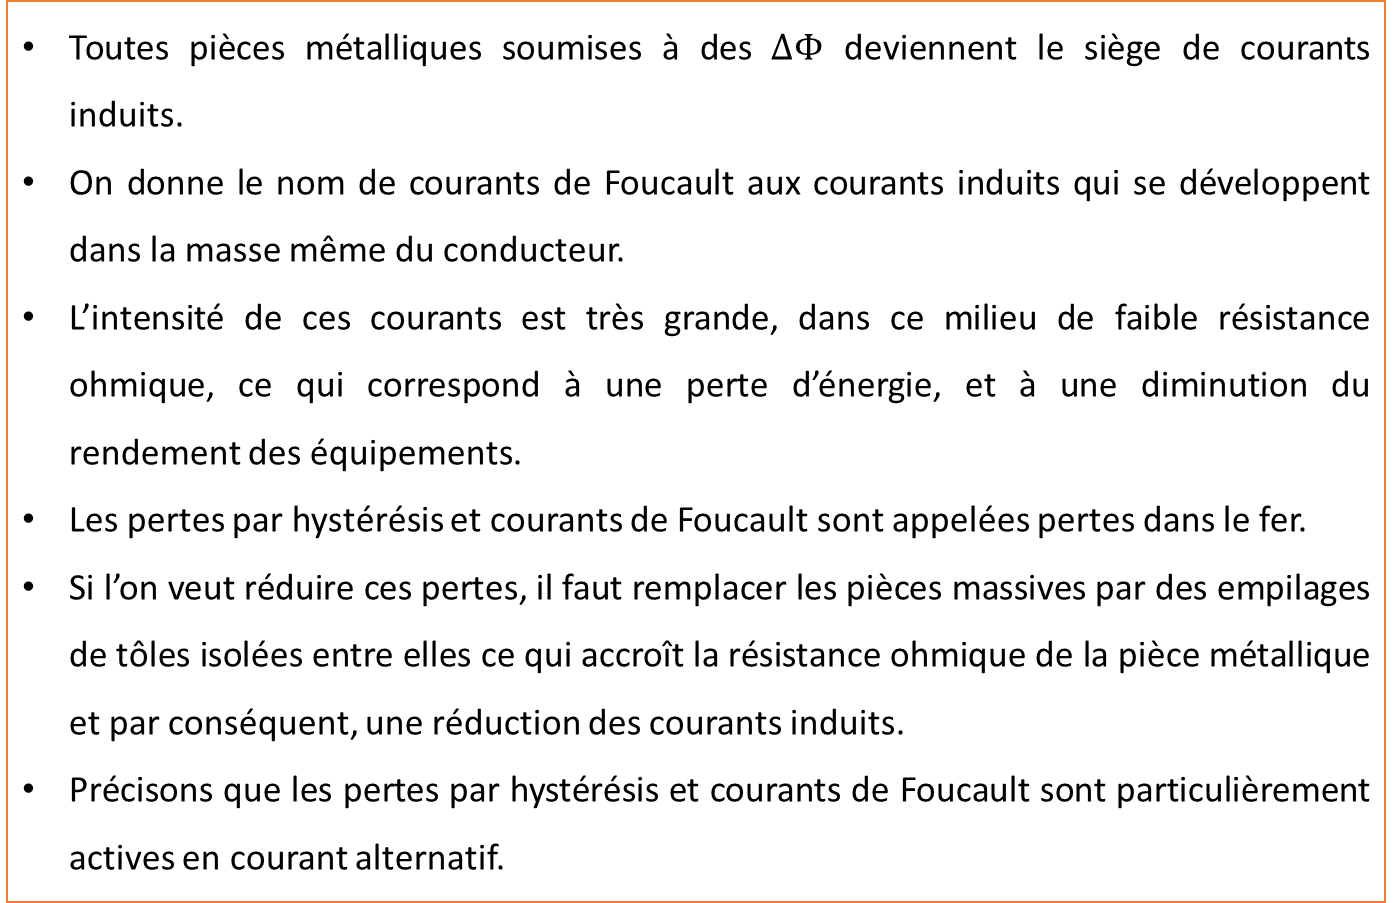 • Toutes pièces métalliques soumises à des ΔΦ deviennent le siège de courants
induits.
• On donne le nom de courants de Foucault aux courants induits qui se développent
dans la masse même du conducteur.
• L’intensité de ces courants est très grande, dans ce milieu de faible résistance
ohmique, ce qui correspond à une perte d’énergie, et à une diminution du
rendement des équipements.
• Les pertes par hystérésis et courants de Foucault sont appelées pertes dans le fer.
• Si l’on veut réduire ces pertes, il faut remplacer les pièces massives par des empilages
de tôles isolées entre elles ce qui accroît la résistance ohmique de la pièce métallique
et par conséquent, une réduction des courants induits.
• Précisons que les pertes par hystérésis et courants de Foucault sont particulièrement
actives en courant alternatif.